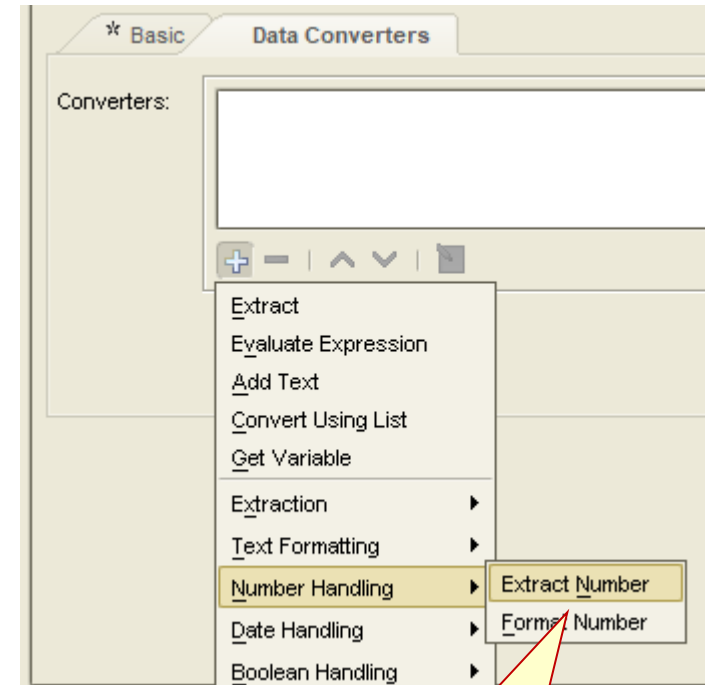 * Basic
Data Converters
Converters:
Extract
Evaluate Expression
Add Text
Convert Using List
Get Variable
Extraction
Text Formatting
Number Handling
Extract Number
Format Number
Date Handling
Boolean Handling